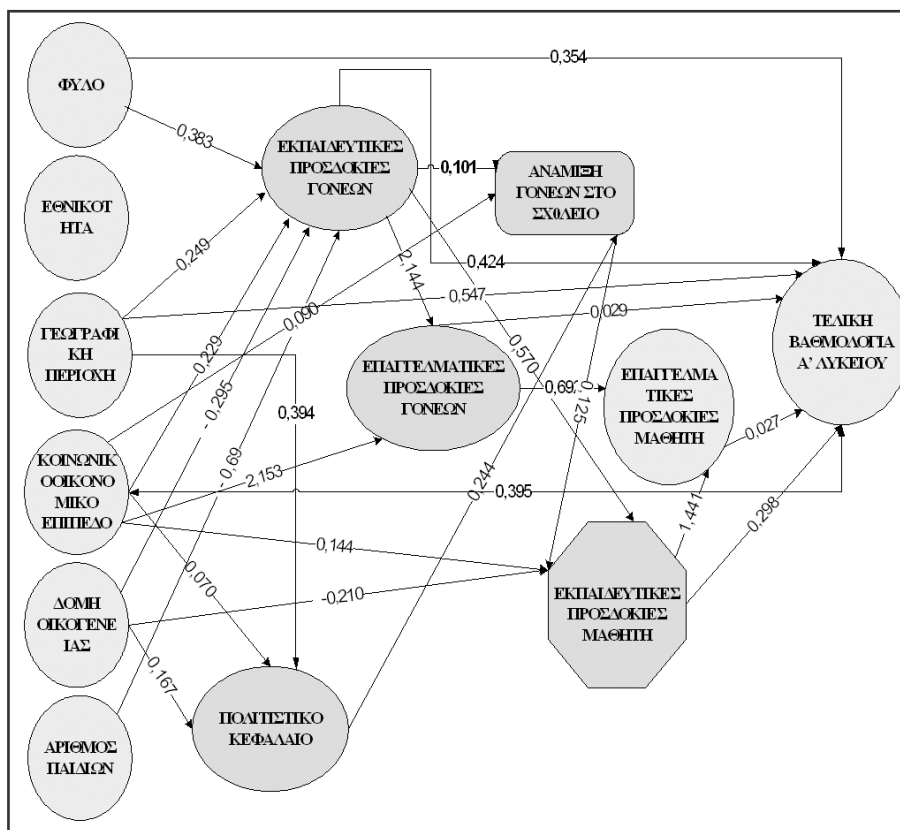 ΦΥΛΟ
0,354
0,383
ΕΚΠΑΙΔΕΥΤΙΚΕΣ
ΠΡΟΣΔΟΚΙΕΣ
ΓΟΝΕΩΝ
0,101
ΑΝΑΜΙΞΗ
ΓΟΝΕΩΝ ΣΤΟ
ΣΧ0ΛΕΙΟ
ΕΘΝΙΚΟΤ
ΗΤΑ
0,249
2,144
0,424
0,547
ΓΕΩΓΡΑΦΙ
ΚΗ
ΠΕΡΙΟΧΗ
0,090
0,029
0,570
ΤΕΛΙΚΗ
ΒΑΘΜΟΛΟΓΙΑ
Α’ ΛΥΚΕΙΟΥ
0,229
- 0,295
ΕΠΑΓΓΕΛΜΑΤΙΚΕΣ
ΠΡΟΣΔΟΚΙΕΣ
ΓΟΝΕΩΝ
0,125
ΕΠΑΓΓΕΛΜΑ
ΤΙΚΕΣ
ΠΡΟΣΔΟΚΙΕΣ
ΜΑΘΗΤΗ
0,394
0,027
ΚΟΙΝΩΝΙΚ
ΟΟΙΚΟΝΟ
ΜΙΚΟ
ΕΠΙΠΕΔΟ
- 0,69
2,153
0,244
0,395
1,441
0,298
0,144
0,070
-0,210
ΔΟΜΗ
ΟΙΚΟΓΕΝΕ
ΙΑΣ
0,167
ΕΚΠΑΙΔΕΥΤΙΚΕΣ
ΠΡΟΣΔΟΚΙΕΣ
ΜΑΘΗΤΗ
ΠΟΛΙΤΙΣΤΙΚΟ
ΚΕΦΑΛΑΙΟ
ΑΡΙΘΜΟΣ
ΠΑΙΔΙΩΝ